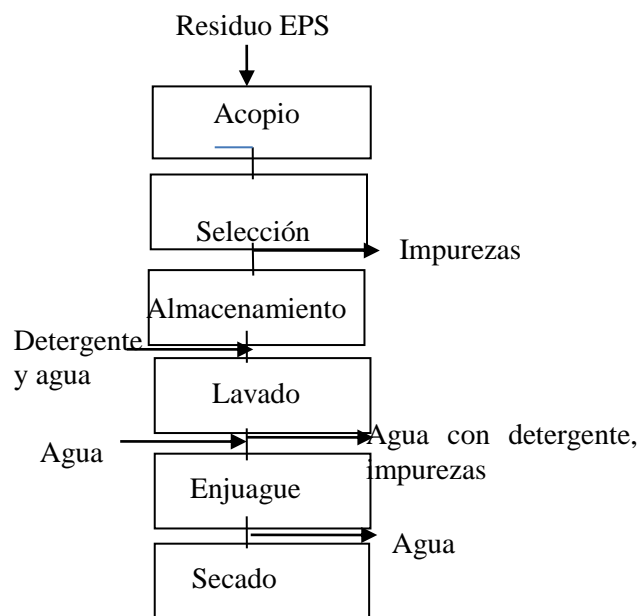 Residuo EPS
Acopio
Selección
Impurezas
Almacenamiento
Detergente
y agua
Lavado
Agua con detergente,
impurezas
Agua
Enjuague
Agua
Secado